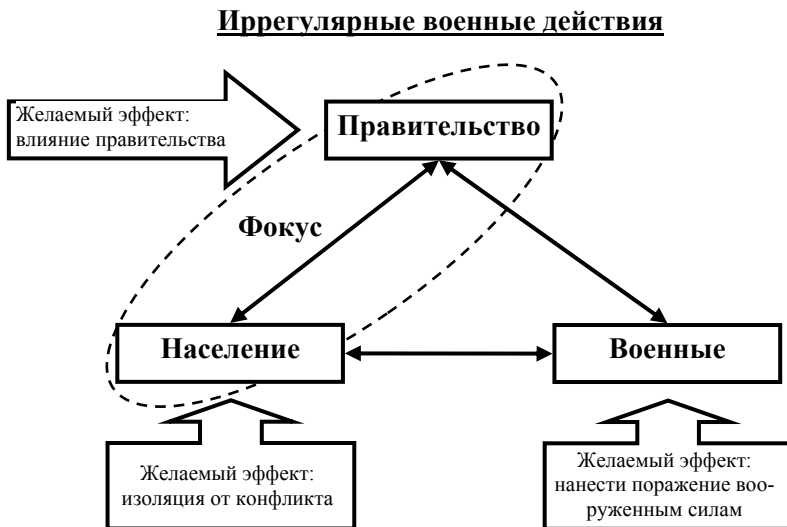 Иррегулярные военные действия
Желаемый эффект:
влияние правительства
Правительство
Фокус
Население
Военные
Желаемый эффект:
изоляция от конфликта
Желаемый эффект:
нанести поражение воо-
руженным силам